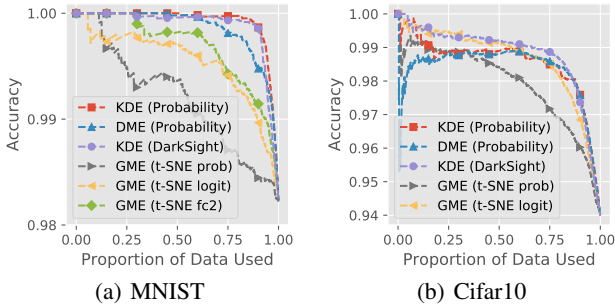 1.00
0.99
0.98
Accuracy
KDE (Probability)
DME (Probability)
KDE (DarkSight)
GME (t-SNE prob)
GME (t-SNE logit)
GME (t-SNE fc2)
0.00 0.25 0.50 0.75 1.00
Proportion of Data Used
(a) MNIST
1.00
0.99
0.98
0.97
0.96
0.95
0.94
Accuracy
KDE (Probability)
DME (Probability)
KDE (DarkSight)
GME (t-SNE prob)
GME (t-SNE logit)
0.00 0.25 0.50 0.75 1.00
Proportion of Data Used
(b) Cifar10